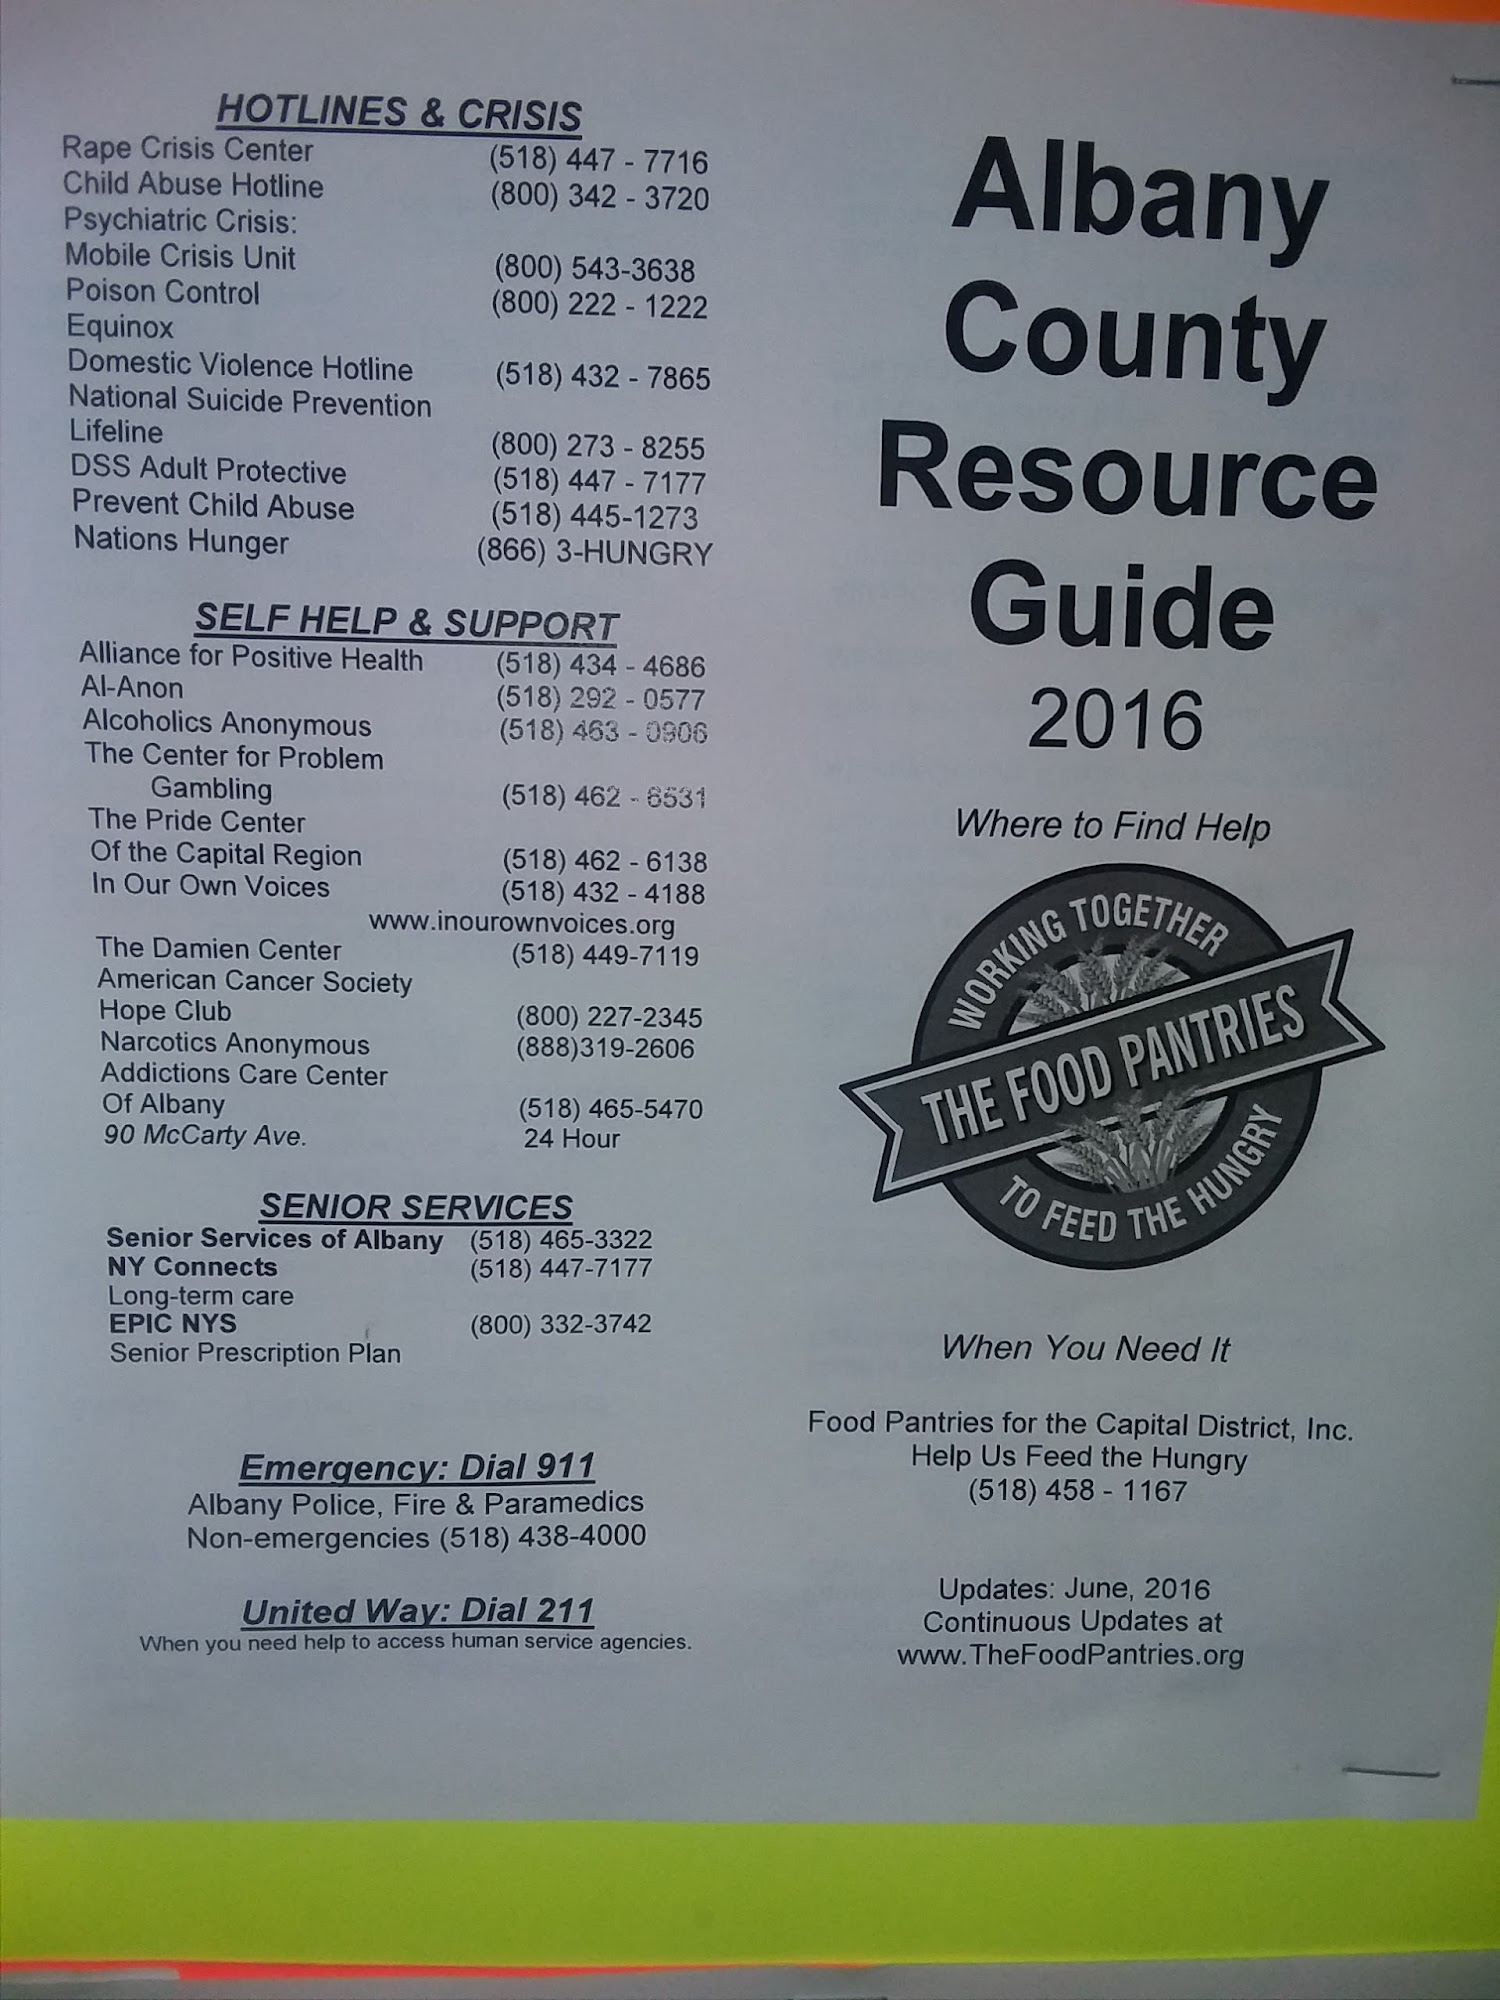 HOTLINES & CRISIS
Rape Crisis Center (518) 447 - 7716
Child Abuse Hotline (800) 342 - 3720
Psychiatric Crisis:
Mobile Crisis Unit (800) 543-3638
Poison Control (800) 222 - 1222
Equinox
Domestic Violence Hotline (518) 432 - 7865
National Suicide Prevention
Lifeline (800) 273 - 8255
DSS Adult Protective (518) 447 - 7177
Prevent Child Abuse (518) 445-1273
Nations Hunger (866) 3-HUNGRY
SELF HELP & SUPPORT
Alliance for Positive Health (518) 434 - 4686
Al-Anon (518) 292 - 0577
Alcoholics Anonymous (518) 463 - 0906
The Center for Problem
Gambling (518) 462 - 6531
The Pride Center
Of the Capital Region (518) 462 - 6138
In Our Own Voices (518) 432 - 4188
www.inourownvoices.org
The Damien Center (518) 449-7119
American Cancer Society
Hope Club (800) 227-2345
Narcotics Anonymous (888)319-2606
Addictions Care Center
Of Albany (518) 465-5470
90 McCarty Ave. 24 Hour
SENIOR SERVICES
Senior Services of Albany (518) 465-3322
NY Connects (518) 447-7177
Long-term care
EPIC NYS (800) 332-3742
Senior Prescription Plan
Emergency: Dial 911
Albany Police, Fire & Paramedics
Non-emergencies (518) 438-4000
United Way: Dial 211
When you need help to access human service agencies.
Albany
County
Resource
Guide
2016
Where to Find Help
WORKING TOGETHER
THE FOOD PANTRIES
TO FEED THE HUNGRY
When You Need It
Food Pantries for the Capital District, Inc.
Help Us Feed the Hungry
(518) 458 - 1167
Updates: June, 2016
Continuous Updates at
www.TheFoodPantries.org